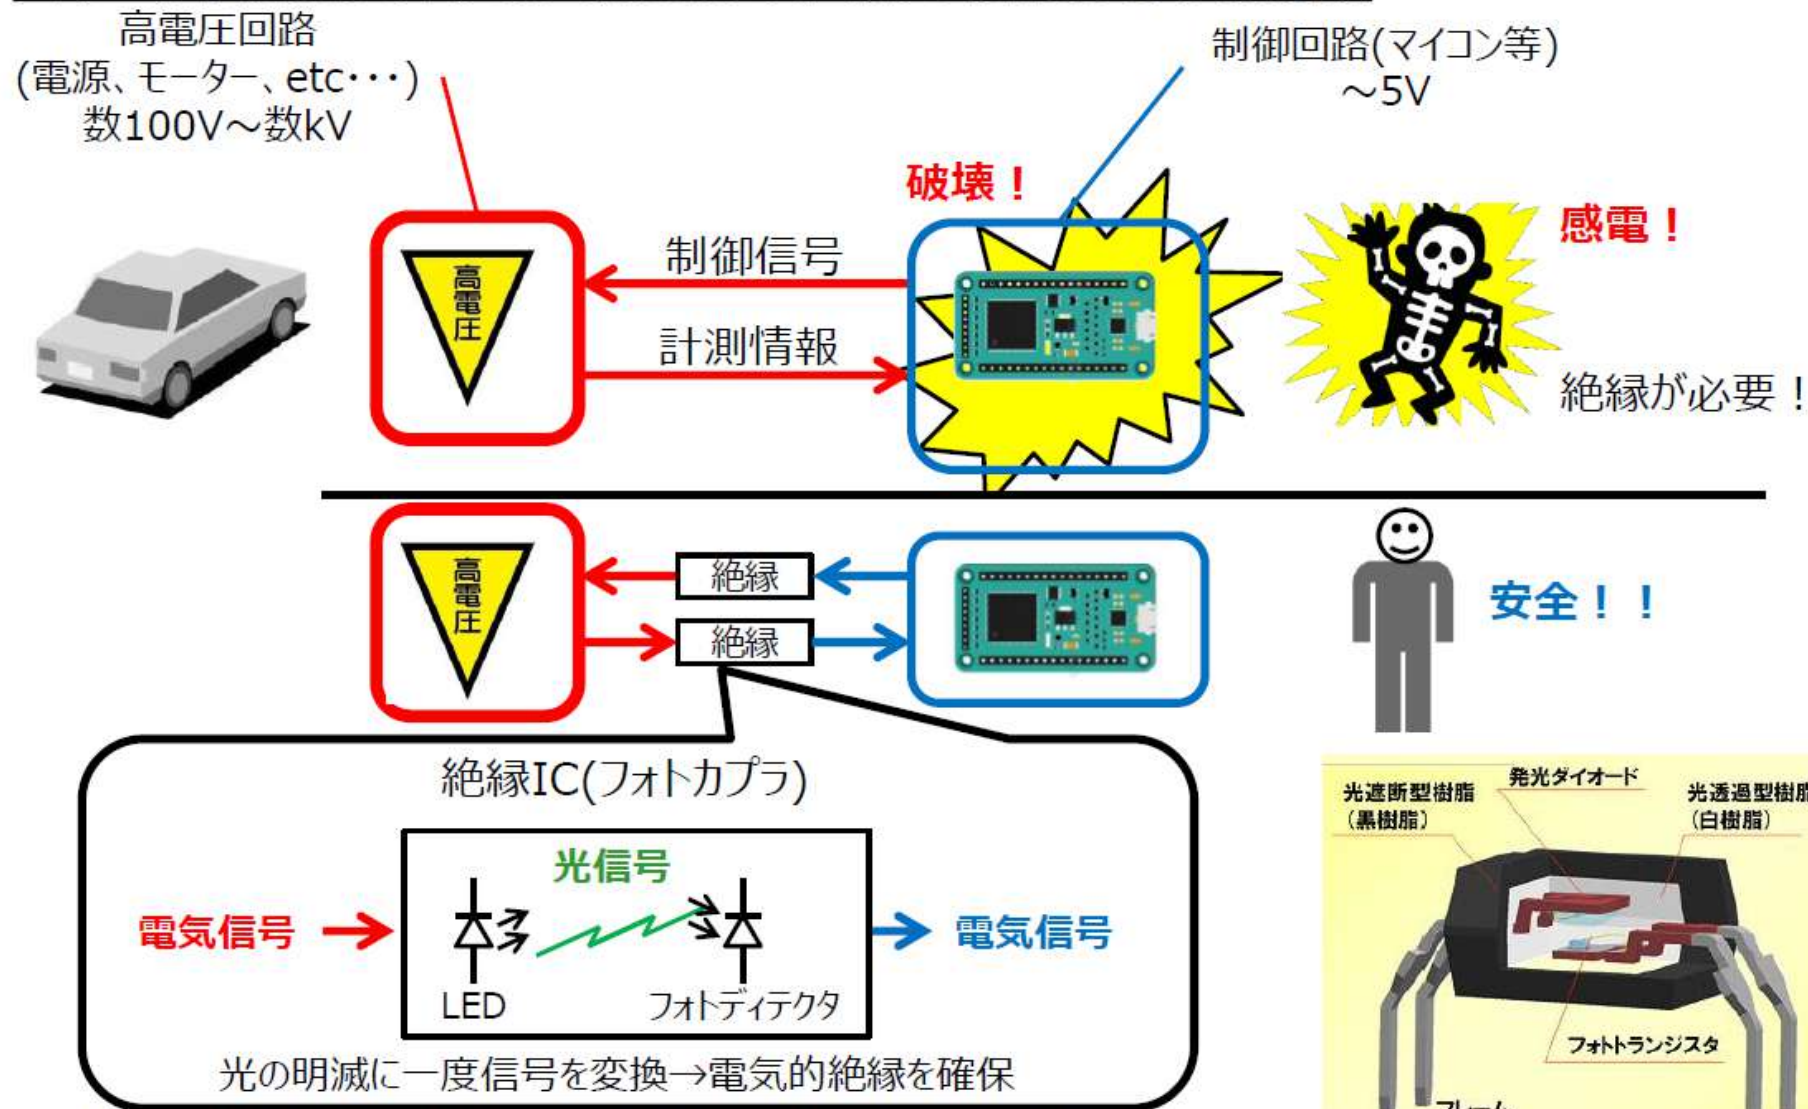 高電圧回路
(電源、モーター、etc・・・)
数100V～数kV
制御回路(マイコン等)
～5V
破壊！
感電！
高電圧
制御信号
計測情報
絶縁が必要！
高電圧
絶縁
絶縁
安全！！
絶縁IC(フォトカプラ)
光信号
電気信号
電気信号
LED
フォトディテクタ
光の明滅に一度信号を変換→電気的絶縁を確保
発光ダイオード
光遮断型樹脂
(黒樹脂)
光透過型樹脂
(白樹脂)
フォトトランジスタ
フレーム